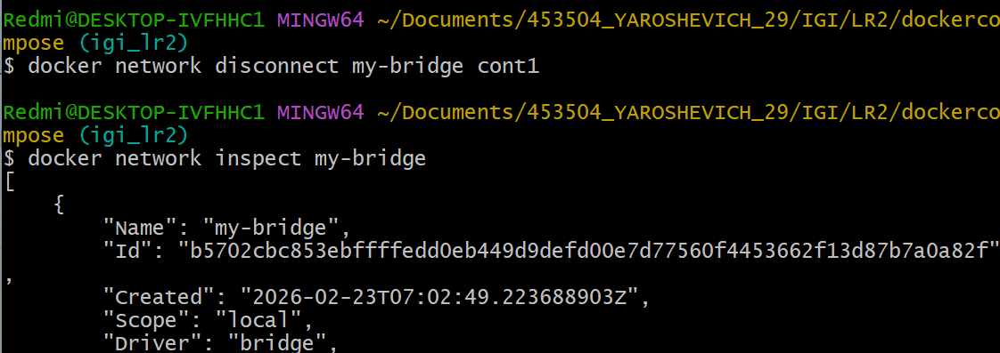 Redmi@DESKTOP-IVFHHC1 MINGW64 ~/Documents/453504_YAROSHEVICH_29/IGI/LR2/dockerco
mpose (igi_lr2)
$ docker network disconnect my-bridge cont1
Redmi@DESKTOP-IVFHHC1 MINGW64 ~/Documents/453504_YAROSHEVICH_29/IGI/LR2/dockerco
mpose (igi_lr2)
$ docker network inspect my-bridge
[
    {
        "Name": "my-bridge",
        "Id": "b5702cbc853ebffffedd0eb449d9defd00e7d77560f4453662f13d87b7a0a82f"
,
        "Created": "2026-02-23T07:02:49.223688903Z",
        "Scope": "local",
        "Driver": "bridge",